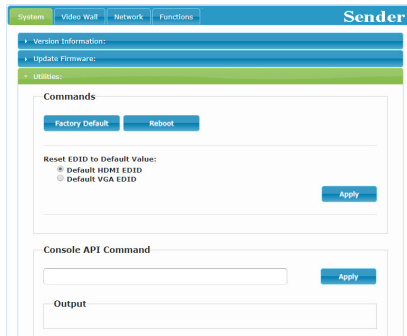 System Video Wall Network Functions Sender
Version Information:
Update Firmware:
Utilities:
Commands
Factory Default Reboot
Reset EDID to Default Value:
Default HDMI EDID
Default VGA EDID
Apply
Console API Command
Apply
Output